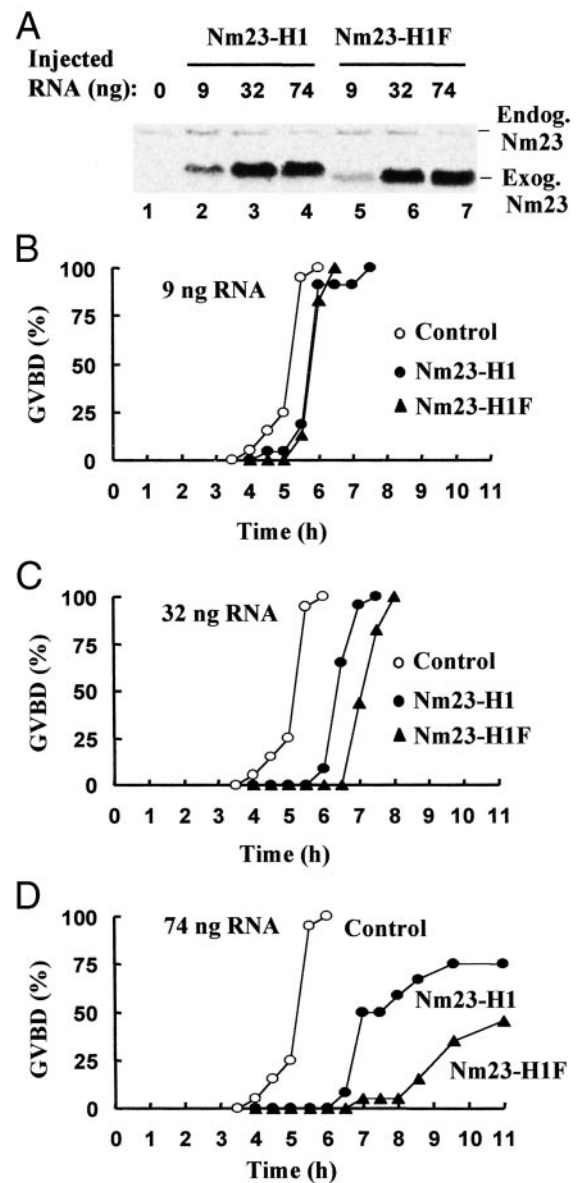 A
Nm23-H1 Nm23-H1F
Injected
RNA (ng): 0 9 32 74 9 32 74
Endog.
Nm23
Exog.
Nm23
1 2 3 4 5 6 7
B
100
75
50
25
0
GVBD (%)
9 ng RNA
Control
Nm23-H1
Nm23-H1F
0 1 2 3 4 5 6 7 8 9 10 11
Time (h)
C
100
75
50
25
0
GVBD (%)
32 ng RNA
Control
Nm23-H1
Nm23-H1F
0 1 2 3 4 5 6 7 8 9 10 11
Time (h)
D
100
75
50
25
0
GVBD (%)
74 ng RNA
Control
Nm23-H1
Nm23-H1F
0 1 2 3 4 5 6 7 8 9 10 11
Time (h)